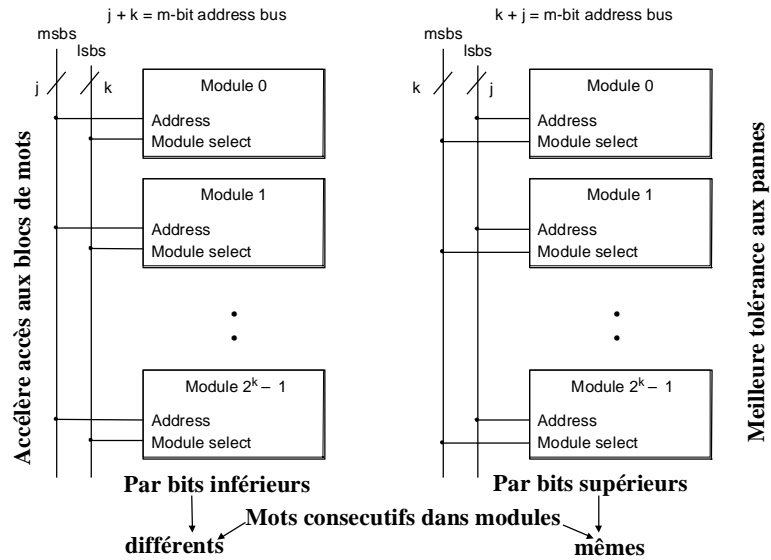 j + k = m-bit address bus
msbs
lsbs
j
k
Module 0
Address
Module select
Module 1
Address
Module select
Module 2ᵏ – 1
Address
Module select
Accélère accès aux blocs de mots
Par bits inférieurs
k + j = m-bit address bus
msbs
lsbs
k
j
Module 0
Address
Module select
Module 1
Address
Module select
Module 2ᵏ – 1
Address
Module select
Meilleure tolérance aux pannes
Par bits supérieurs
Mots consecutifs dans modules
différents
mêmes